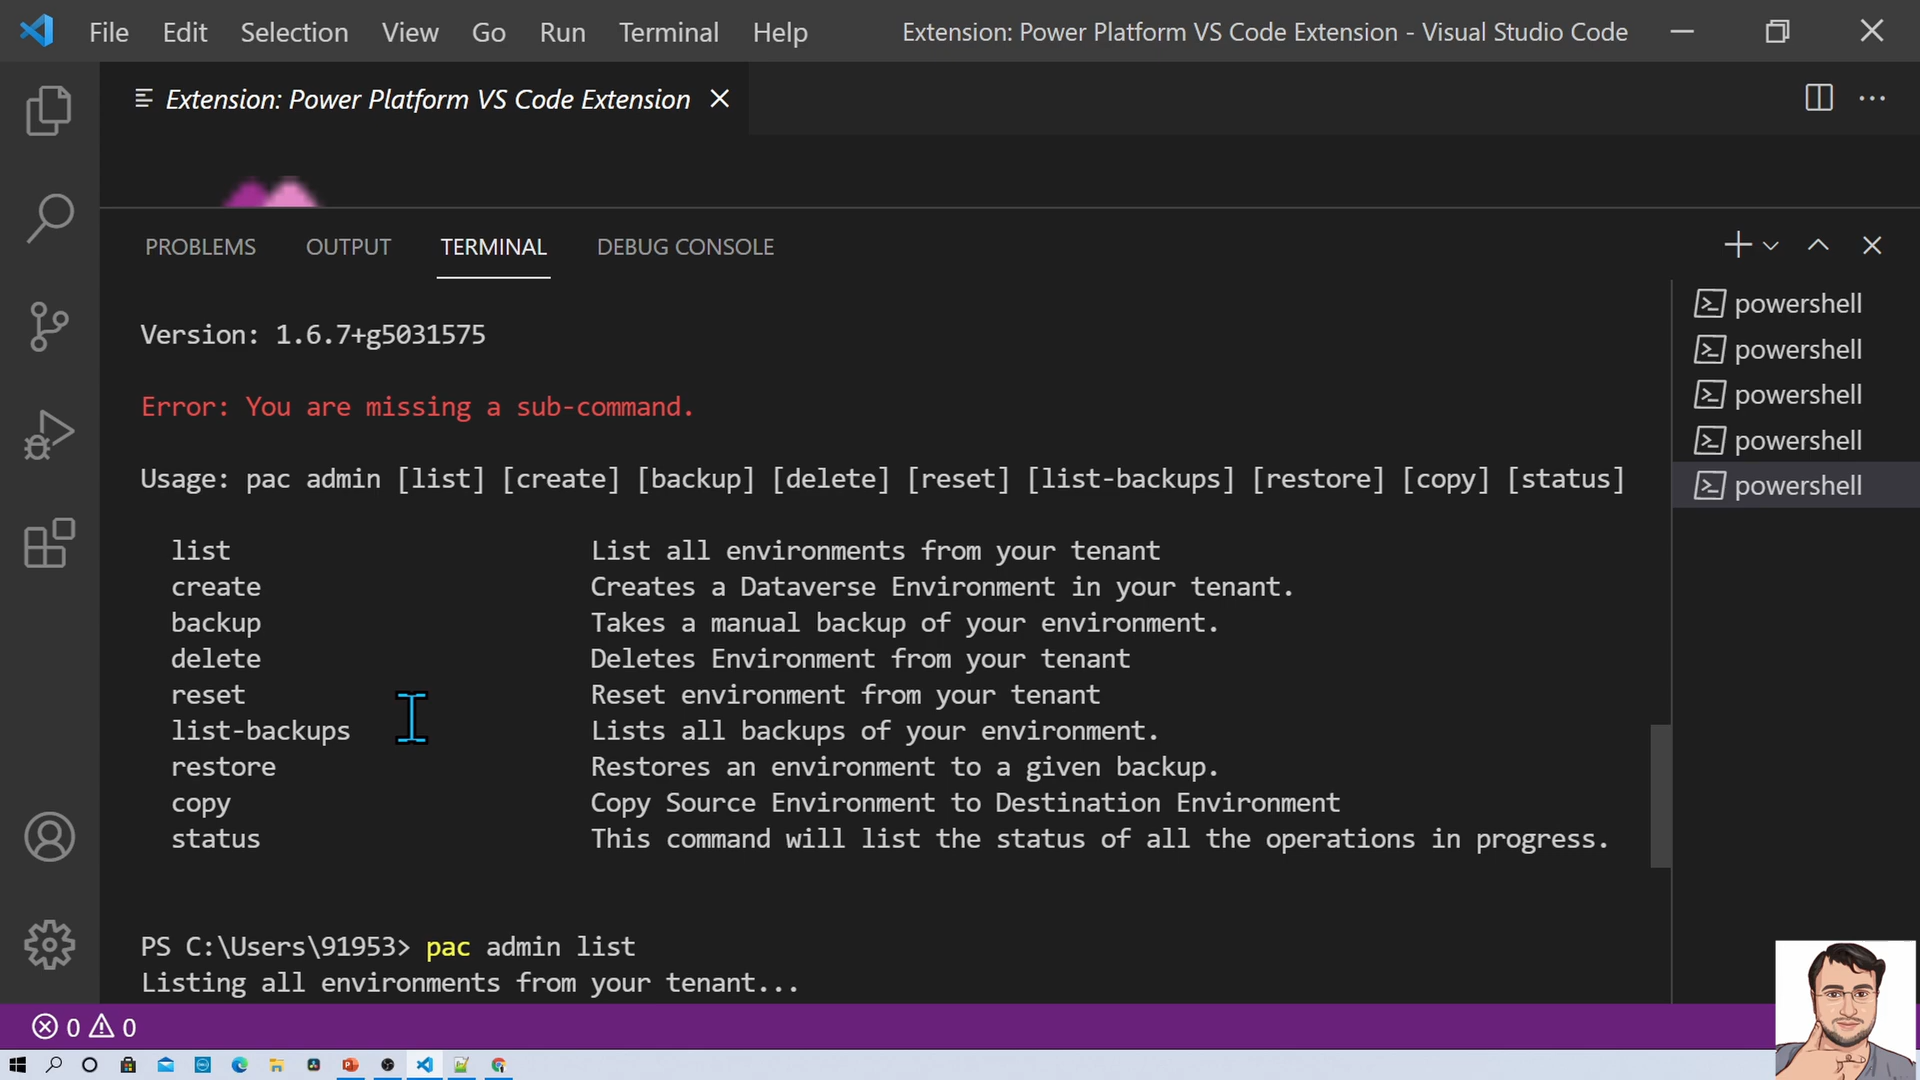 File Edit Selection View Go Run Terminal Help Extension: Power Platform VS Code Extension - Visual Studio Code
Extension: Power Platform VS Code Extension
PROBLEMS OUTPUT TERMINAL DEBUG CONSOLE
powershell
powershell
powershell
powershell
powershell
Version: 1.6.7+g5031575
Error: You are missing a sub-command.
Usage: pac admin [list] [create] [backup] [delete] [reset] [list-backups] [restore] [copy] [status]
list List all environments from your tenant
create Creates a Dataverse Environment in your tenant.
backup Takes a manual backup of your environment.
delete Deletes Environment from your tenant
reset Reset environment from your tenant
list-backups Lists all backups of your environment.
restore Restores an environment to a given backup.
copy Copy Source Environment to Destination Environment
status This command will list the status of all the operations in progress.
PS C:\Users\91953> pac admin list
Listing all environments from your tenant...
0 0